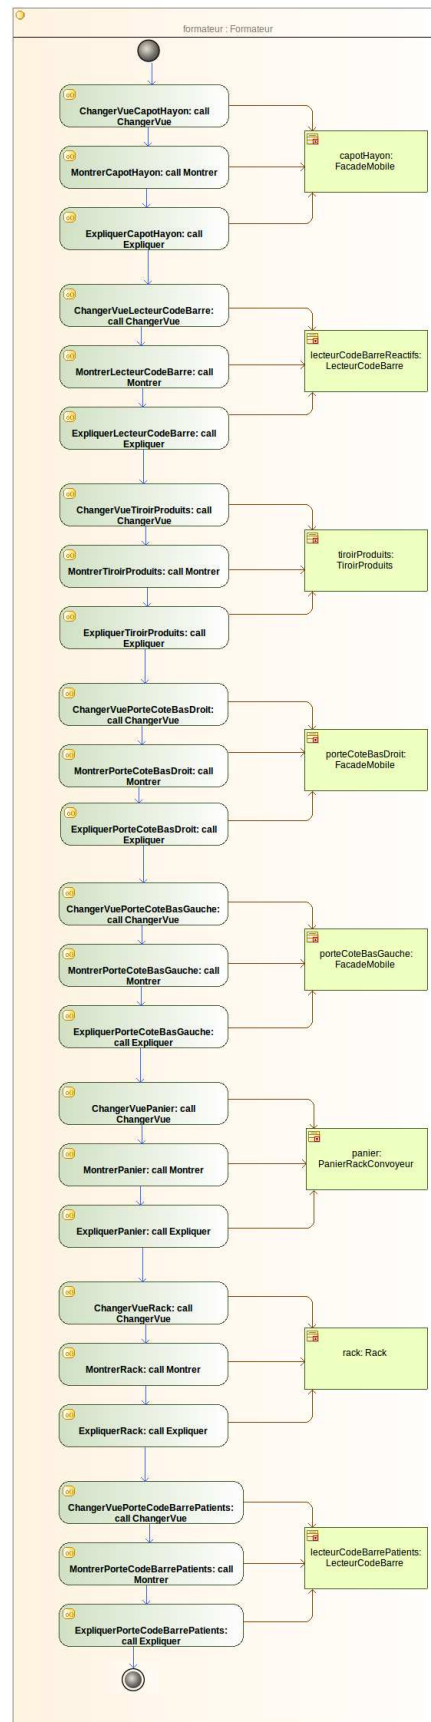 formateur : Formateur
ChangerVueCapotHayon: call
ChangerVue
capotHayon:
FacadeMobile
MontrerCapotHayon: call Montrer
ExpliquerCapotHayon: call
Expliquer
ChangerVueLecteurCodeBarre:
call ChangerVue
lecteurCodeBarreReactifs:
LecteurCodeBarre
MontrerLecteurCodeBarre: call
Montrer
ExpliquerLecteurCodeBarre: call
Expliquer
ChangerVueTiroirProduits: call
ChangerVue
tiroirProduits:
TiroirProduits
MontrerTiroirProduits: call Montrer
ExpliquerTiroirProduits: call
Expliquer
ChangerVuePorteCoteBasDroit:
call ChangerVue
porteCoteBasDroit:
FacadeMobile
MontrerPorteCoteBasDroit: call
Montrer
ExpliquerPorteCoteBasDroit: call
Expliquer
ChangerVuePorteCoteBasGauche:
call ChangerVue
porteCoteBasGauche:
FacadeMobile
MontrerPorteCoteBasGauche: call
Montrer
ExpliquerPorteCoteBasGauche:
call Expliquer
ChangerVuePanier: call
ChangerVue
panier:
PanierRackConvoyeur
MontrerPanier: call Montrer
ExpliquerPanier: call Expliquer
ChangerVueRack: call
ChangerVue
rack: Rack
MontrerRack: call Montrer
ExpliquerRack: call Expliquer
ChangerVuePorteCodeBarrePatients:
call ChangerVue
lecteurCodeBarrePatients:
LecteurCodeBarre
MontrerPorteCodeBarrePatients: call
Montrer
ExpliquerPorteCodeBarrePatients:
call Expliquer